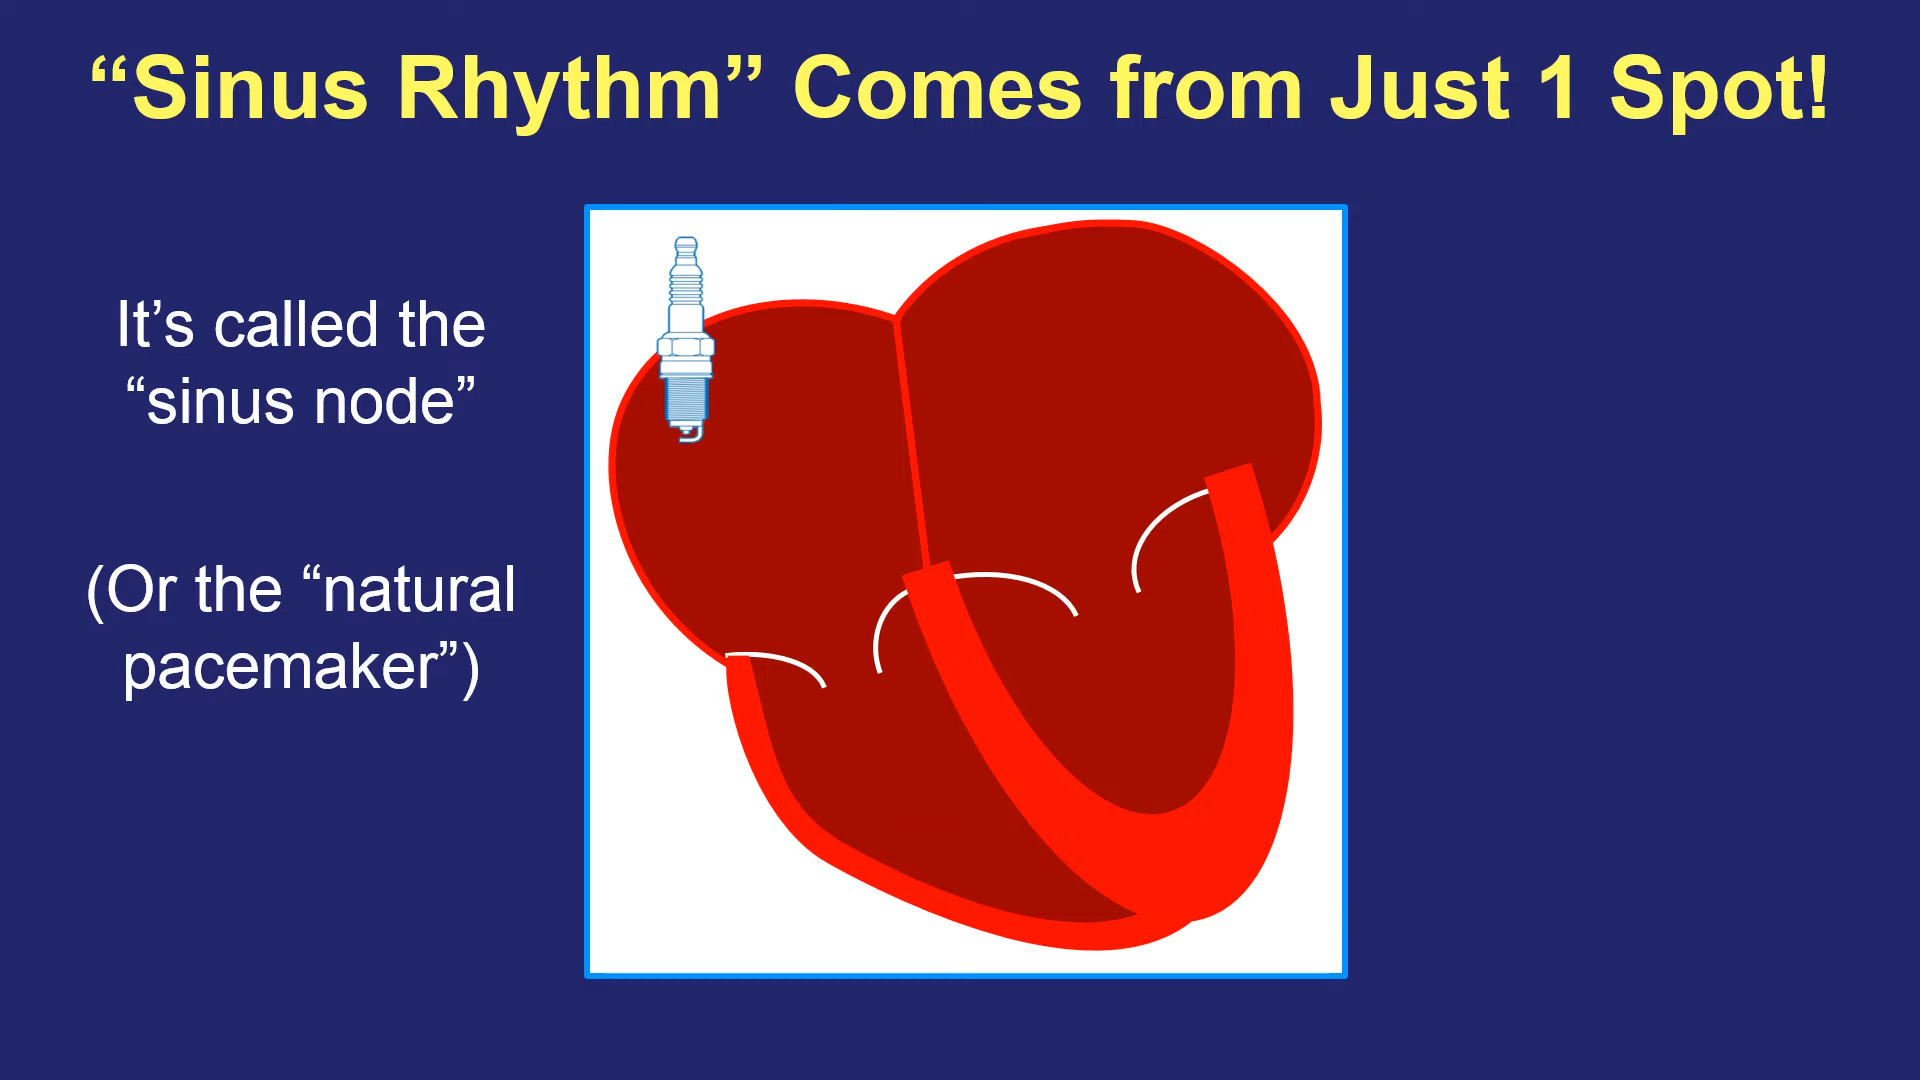 “Sinus Rhythm” Comes from Just 1 Spot!
It’s called the
“sinus node”
(Or the “natural
pacemaker”)